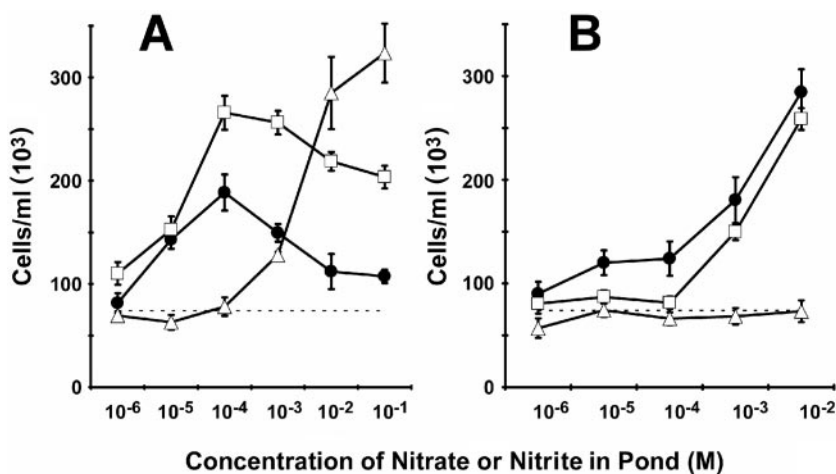 A
B
Cells/ml (10³)
300
200
100
0
10⁻⁶ 10⁻⁵ 10⁻⁴ 10⁻³ 10⁻² 10⁻¹
Cells/ml (10³)
300
200
100
0
10⁻⁶ 10⁻⁵ 10⁻⁴ 10⁻³ 10⁻²
Concentration of Nitrate or Nitrite in Pond (M)